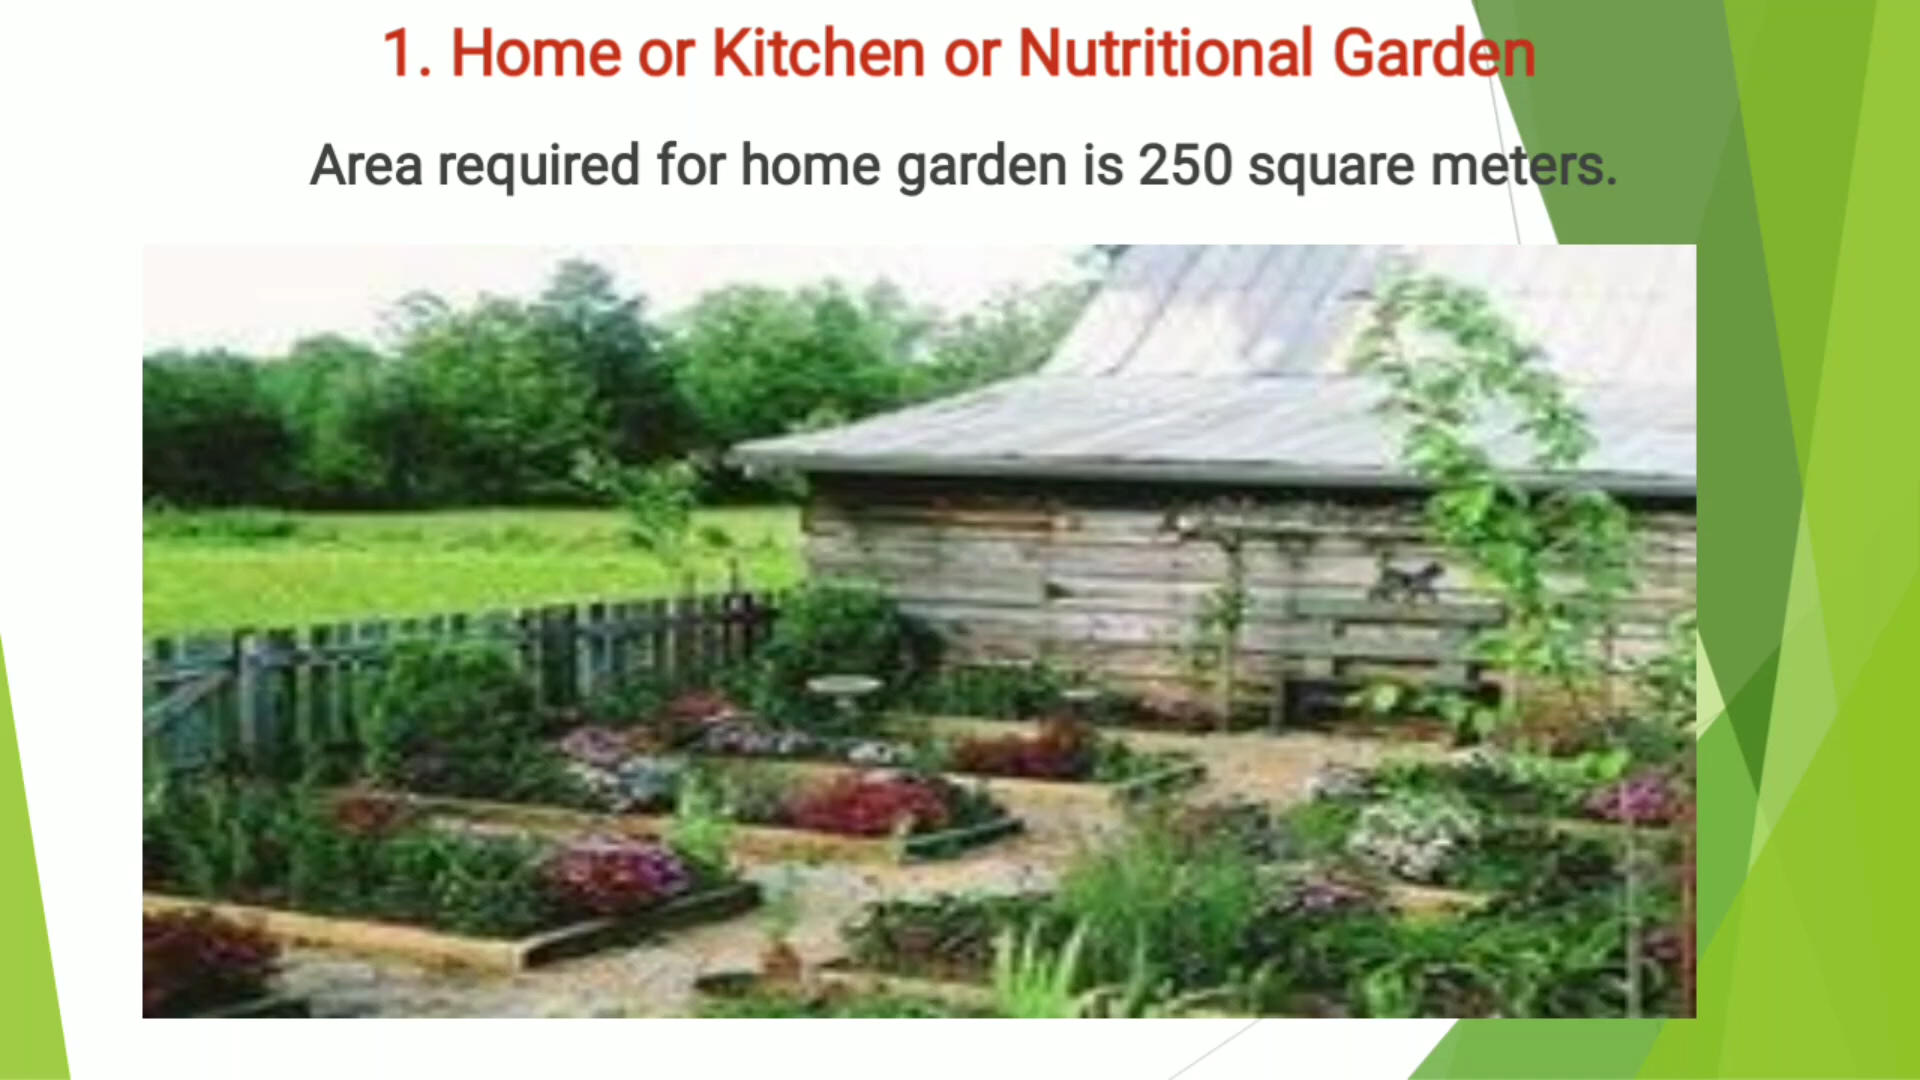 1. Home or Kitchen or Nutritional Garden
Area required for home garden is 250 square meters.